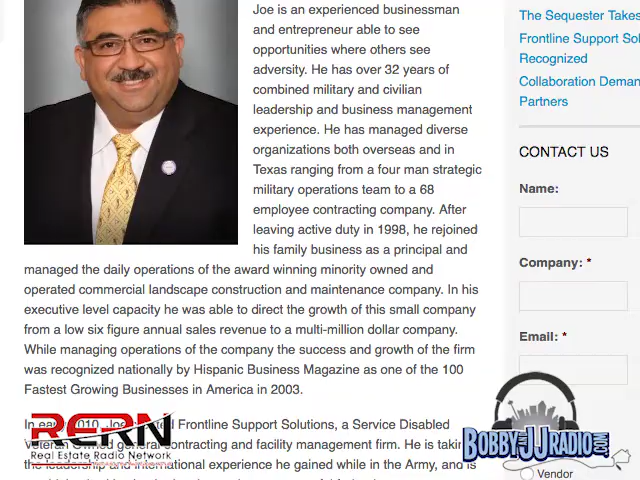 Joe is an experienced businessman
and entrepreneur able to see
opportunities where others see
adversity. He has over 32 years of
combined military and civilian
leadership and business management
experience. He has managed diverse
organizations both overseas and in
Texas ranging from a four man strategic
military operations team to a 68
employee contracting company. After
leaving active duty in 1998, he rejoined
his family business as a principal and
managed the daily operations of the award winning minority owned and
operated commercial landscape construction and maintenance company. In his
executive level capacity he was able to direct the growth of this small company
from a low six figure annual sales revenue to a multi-million dollar company.
While managing operations of the company the success and growth of the firm
was recognized nationally by Hispanic Business Magazine as one of the 100
Fastest Growing Businesses in America in 2003.
In 2010, Joe Frontline Support Solutions, a Service Disabled
general contracting and facility management firm. He is
the leadership and international experience he gained while in the Army, and is
The Sequester Takes
Frontline Support
Recognized
Collaboration
Partners
CONTACT US
Name:
Company: *
Email: *
Vendor
RERN
Real Estate Radio Network
BOBBYANDJJRADIO.COM